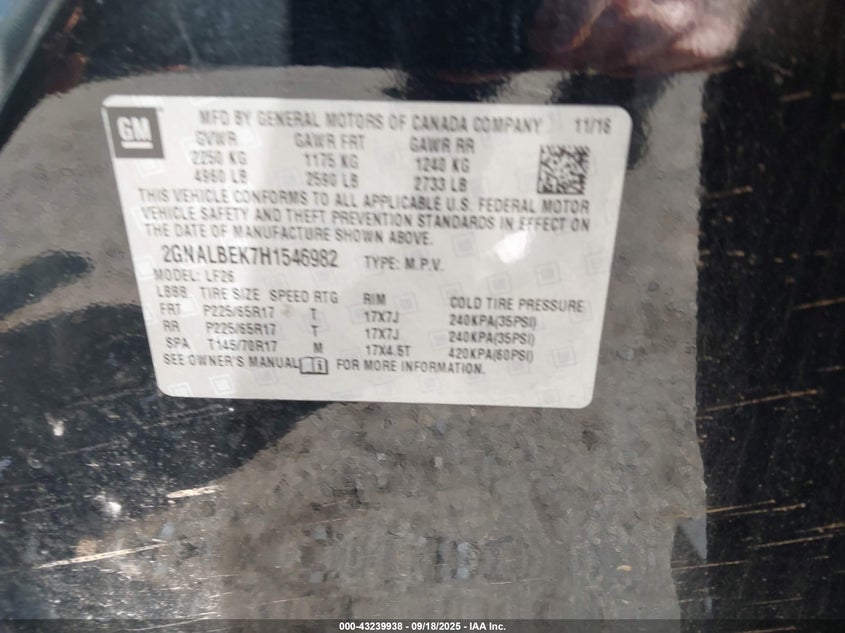 GM
MFD BY GENERAL MOTORS OF CANADA COMPANY 11/16
GVWR GAWR FRT GAWR RR
2250 KG 1175 KG 1240 KG
4960 LB 2590 LB 2733 LB
THIS VEHICLE CONFORMS TO ALL APPLICABLE U.S. FEDERAL MOTOR
VEHICLE SAFETY AND THEFT PREVENTION STANDARDS IN EFFECT ON
THE DATE OF MANUFACTURE SHOWN ABOVE.
2GNALBEK7H1546982 TYPE: M.P.V.
MODEL: LF26
LBBB TIRE SIZE SPEED RTG RIM COLD TIRE PRESSURE
FRT P225/65R17 T 17X7J 240KPA(35PSI)
RR P225/65R17 T 17X7J 240KPA(35PSI)
SPA T145/70R17 M 17X4.5T 420KPA(60PSI)
SEE OWNER'S MANUAL FOR MORE INFORMATION.
000-43239938 - 09/18/2025 - IAA Inc.